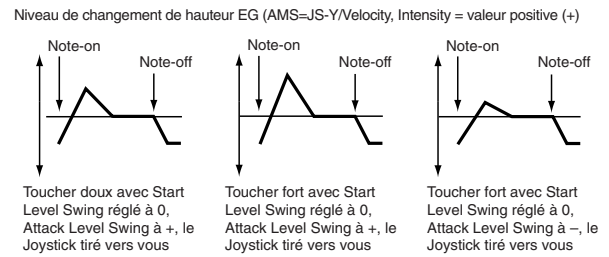 Niveau de changement de hauteur EG (AMS=JS-Y/Velocity, Intensity = valeur positive (+)
Note-on
Note-off
Note-on
Note-off
Note-on
Note-off
Toucher doux avec Start
Level Swing réglé à 0,
Attack Level Swing à +, le
Joystick tiré vers vous
Toucher fort avec Start
Level Swing réglé à 0,
Attack Level Swing à +, le
Joystick tiré vers vous
Toucher fort avec Start
Level Swing réglé à 0,
Attack Level Swing à –, le
Joystick tiré vers vous